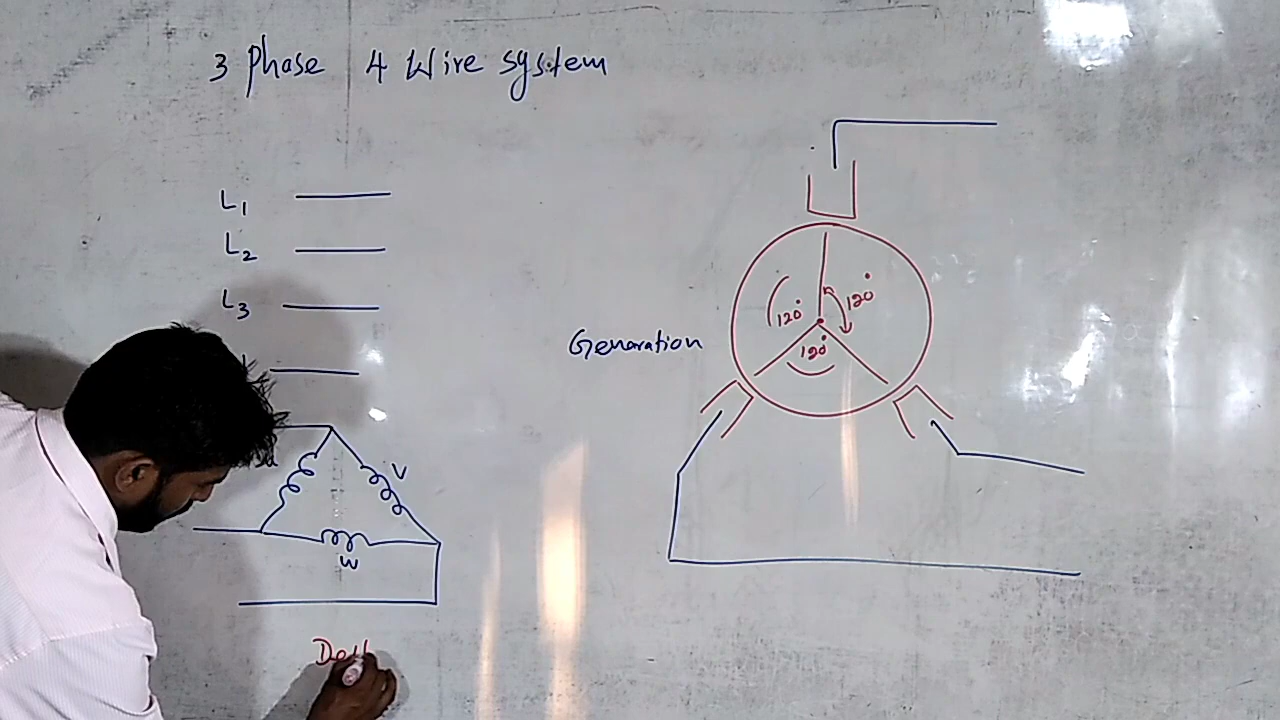 3 Phase 4 Wire system
L1
L2
L3
V
W
Generation
120°
120°
120°